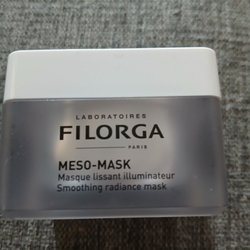 LABORATOIRES
FILORGA
PARIS
MESO-MASK
Masque lissant illuminateur
Smoothing radiance mask